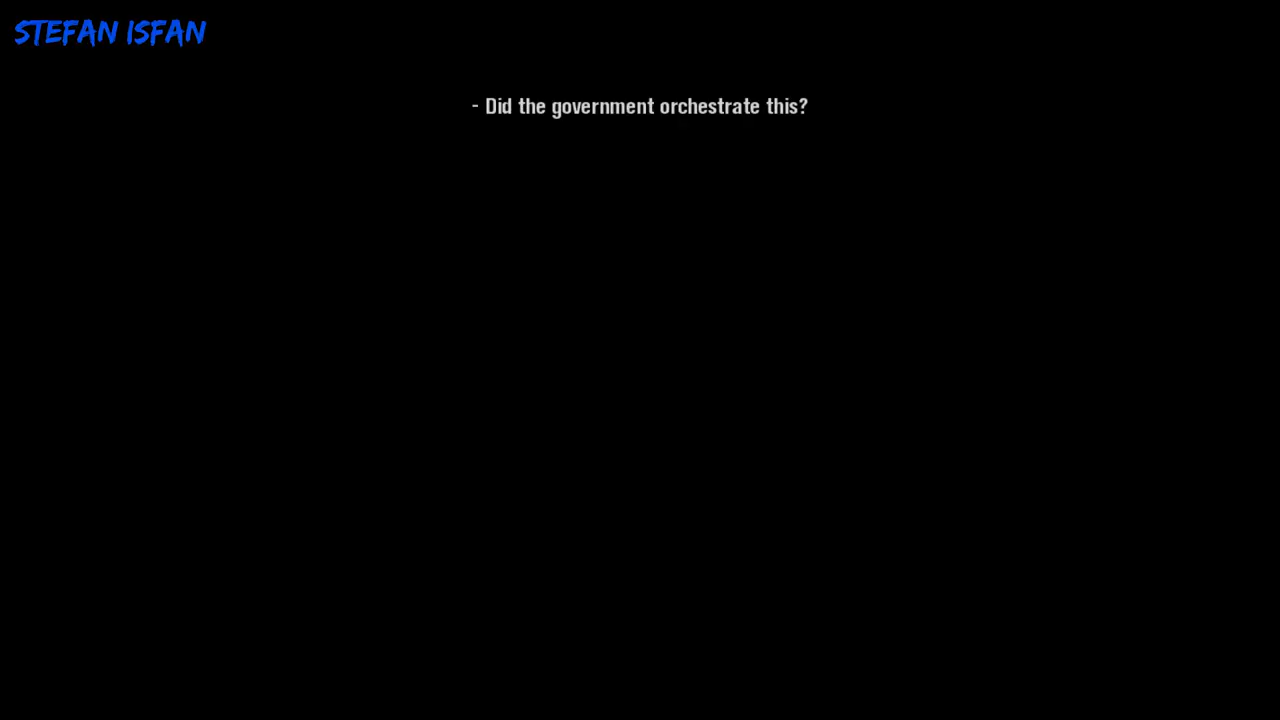 STEFAN ISFAN
- Did the government orchestrate this?